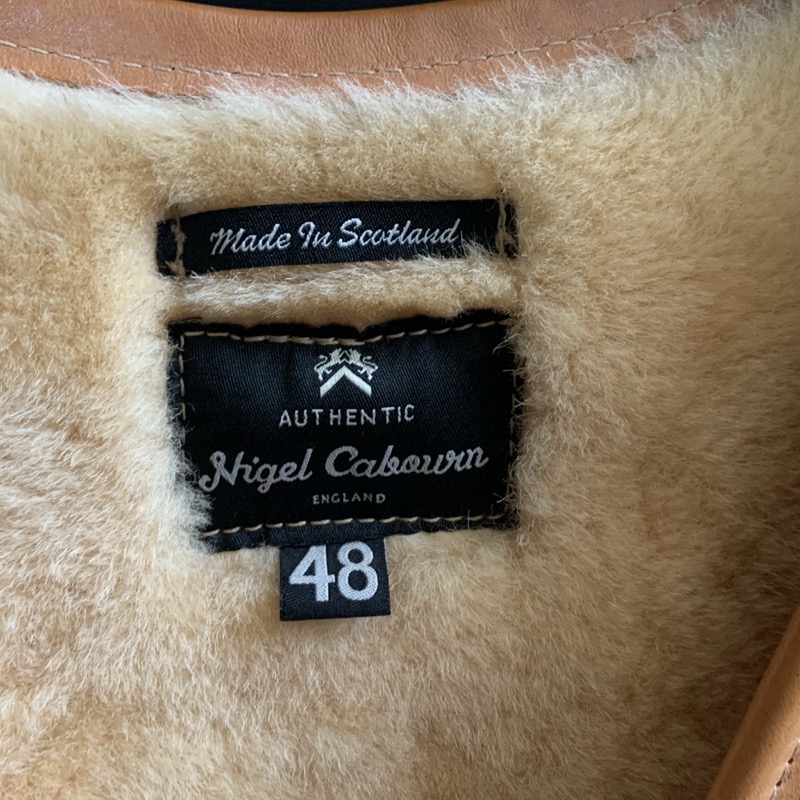 Made In Scotland
AUTHENTIC
Nigel Cabourn
ENGLAND
48